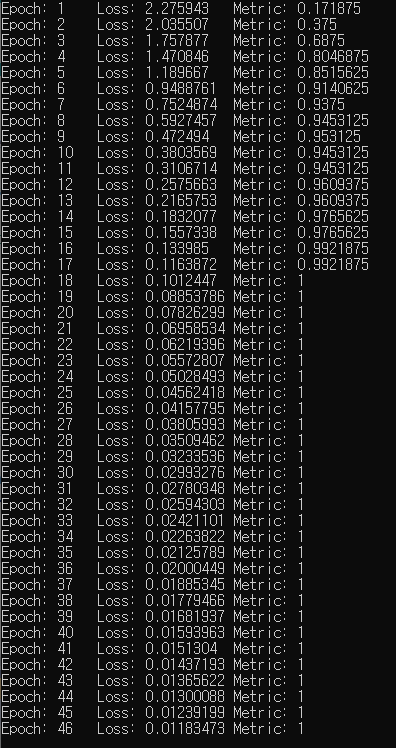 Epoch: 1 Loss: 2.275943 Metric: 0.171875
Epoch: 2 Loss: 2.035507 Metric: 0.375
Epoch: 3 Loss: 1.757877 Metric: 0.6875
Epoch: 4 Loss: 1.470846 Metric: 0.8046875
Epoch: 5 Loss: 1.189667 Metric: 0.8515625
Epoch: 6 Loss: 0.9488761 Metric: 0.9140625
Epoch: 7 Loss: 0.7524874 Metric: 0.9375
Epoch: 8 Loss: 0.5927457 Metric: 0.9453125
Epoch: 9 Loss: 0.472494 Metric: 0.953125
Epoch: 10 Loss: 0.3803569 Metric: 0.9453125
Epoch: 11 Loss: 0.3106714 Metric: 0.9453125
Epoch: 12 Loss: 0.2575663 Metric: 0.9609375
Epoch: 13 Loss: 0.2165753 Metric: 0.9609375
Epoch: 14 Loss: 0.1832077 Metric: 0.9765625
Epoch: 15 Loss: 0.1557338 Metric: 0.9765625
Epoch: 16 Loss: 0.133985 Metric: 0.9921875
Epoch: 17 Loss: 0.1163872 Metric: 0.9921875
Epoch: 18 Loss: 0.1012447 Metric: 1
Epoch: 19 Loss: 0.08853786 Metric: 1
Epoch: 20 Loss: 0.07826299 Metric: 1
Epoch: 21 Loss: 0.06958534 Metric: 1
Epoch: 22 Loss: 0.06219396 Metric: 1
Epoch: 23 Loss: 0.05572807 Metric: 1
Epoch: 24 Loss: 0.05028493 Metric: 1
Epoch: 25 Loss: 0.04562418 Metric: 1
Epoch: 26 Loss: 0.04157795 Metric: 1
Epoch: 27 Loss: 0.03805993 Metric: 1
Epoch: 28 Loss: 0.03509462 Metric: 1
Epoch: 29 Loss: 0.03233536 Metric: 1
Epoch: 30 Loss: 0.02993276 Metric: 1
Epoch: 31 Loss: 0.02780348 Metric: 1
Epoch: 32 Loss: 0.02594303 Metric: 1
Epoch: 33 Loss: 0.02421101 Metric: 1
Epoch: 34 Loss: 0.02263822 Metric: 1
Epoch: 35 Loss: 0.02125789 Metric: 1
Epoch: 36 Loss: 0.02000449 Metric: 1
Epoch: 37 Loss: 0.01885345 Metric: 1
Epoch: 38 Loss: 0.01779466 Metric: 1
Epoch: 39 Loss: 0.01681937 Metric: 1
Epoch: 40 Loss: 0.01593963 Metric: 1
Epoch: 41 Loss: 0.0151304 Metric: 1
Epoch: 42 Loss: 0.01437193 Metric: 1
Epoch: 43 Loss: 0.01365622 Metric: 1
Epoch: 44 Loss: 0.01300088 Metric: 1
Epoch: 45 Loss: 0.01239199 Metric: 1
Epoch: 46 Loss: 0.01183473 Metric: 1